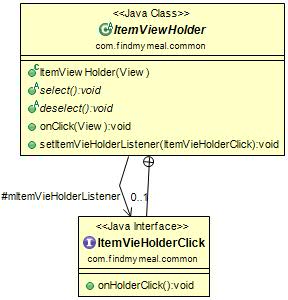 <<Java Class>>
ItemViewHolder
com.findmymeal.common
ItemViewHolder(View)
select():void
deselect():void
onClick(View):void
setItemVieHolderListener(ItemVieHolderClick):void
#mItemVieHolderListener 0..1
<<Java Interface>>
ItemVieHolderClick
com.findmymeal.common
onHolderClick():void